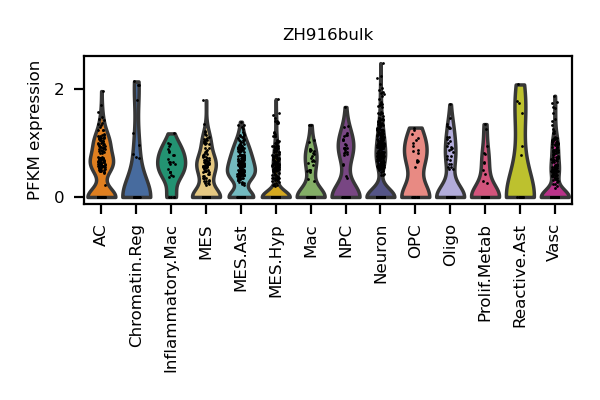 ZH916bulk
PFKM expression
2
0
AC
Chromatin.Reg
Inflammatory.Mac
MES
MES.Ast
MES.Hyp
Mac
NPC
Neuron
OPC
Oligo
Prolif.Metab
Reactive.Ast
Vasc